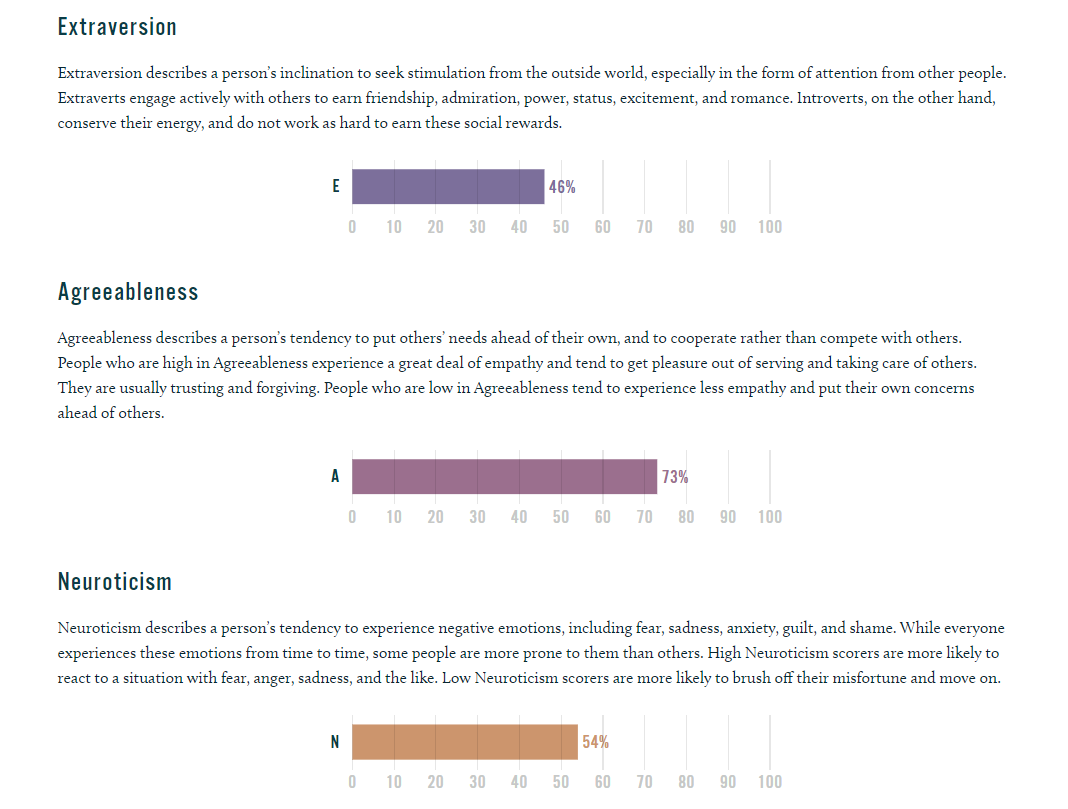 Extraversion
Extraversion describes a person’s inclination to seek stimulation from the outside world, especially in the form of attention from other people.
Extraverts engage actively with others to earn friendship, admiration, power, status, excitement, and romance. Introverts, on the other hand,
conserve their energy, and do not work as hard to earn these social rewards.
E 46%
0 10 20 30 40 50 60 70 80 90 100
Agreeableness
Agreeableness describes a person’s tendency to put others’ needs ahead of their own, and to cooperate rather than compete with others.
People who are high in Agreeableness experience a great deal of empathy and tend to get pleasure out of serving and taking care of others.
They are usually trusting and forgiving. People who are low in Agreeableness tend to experience less empathy and put their own concerns
ahead of others.
A 73%
0 10 20 30 40 50 60 70 80 90 100
Neuroticism
Neuroticism describes a person’s tendency to experience negative emotions, including fear, sadness, anxiety, guilt, and shame. While everyone
experiences these emotions from time to time, some people are more prone to them than others. High Neuroticism scorers are more likely to
react to a situation with fear, anger, sadness, and the like. Low Neuroticism scorers are more likely to brush off their misfortune and move on.
N 54%
0 10 20 30 40 50 60 70 80 90 100